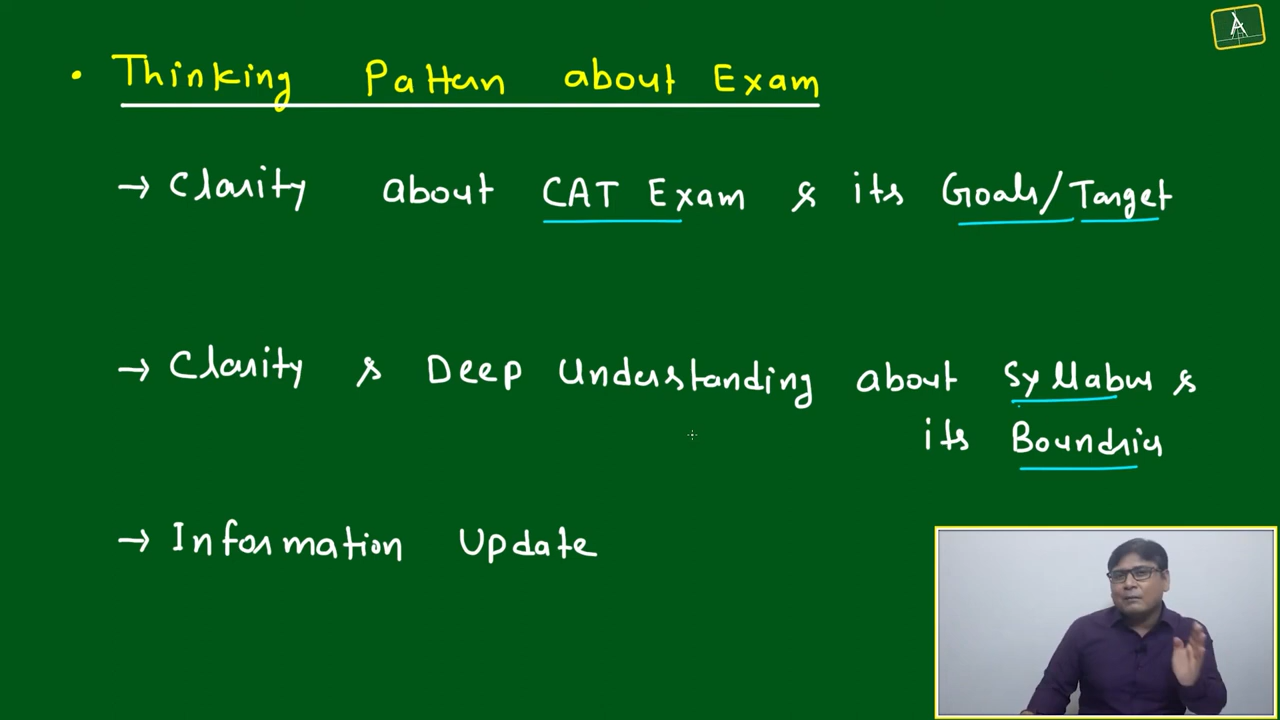 • Thinking Pattern about Exam
→ Clarity about CAT Exam & its Goals/Target
→ Clarity & Deep Understanding about Syllabus &
its Boundries
→ Information Update